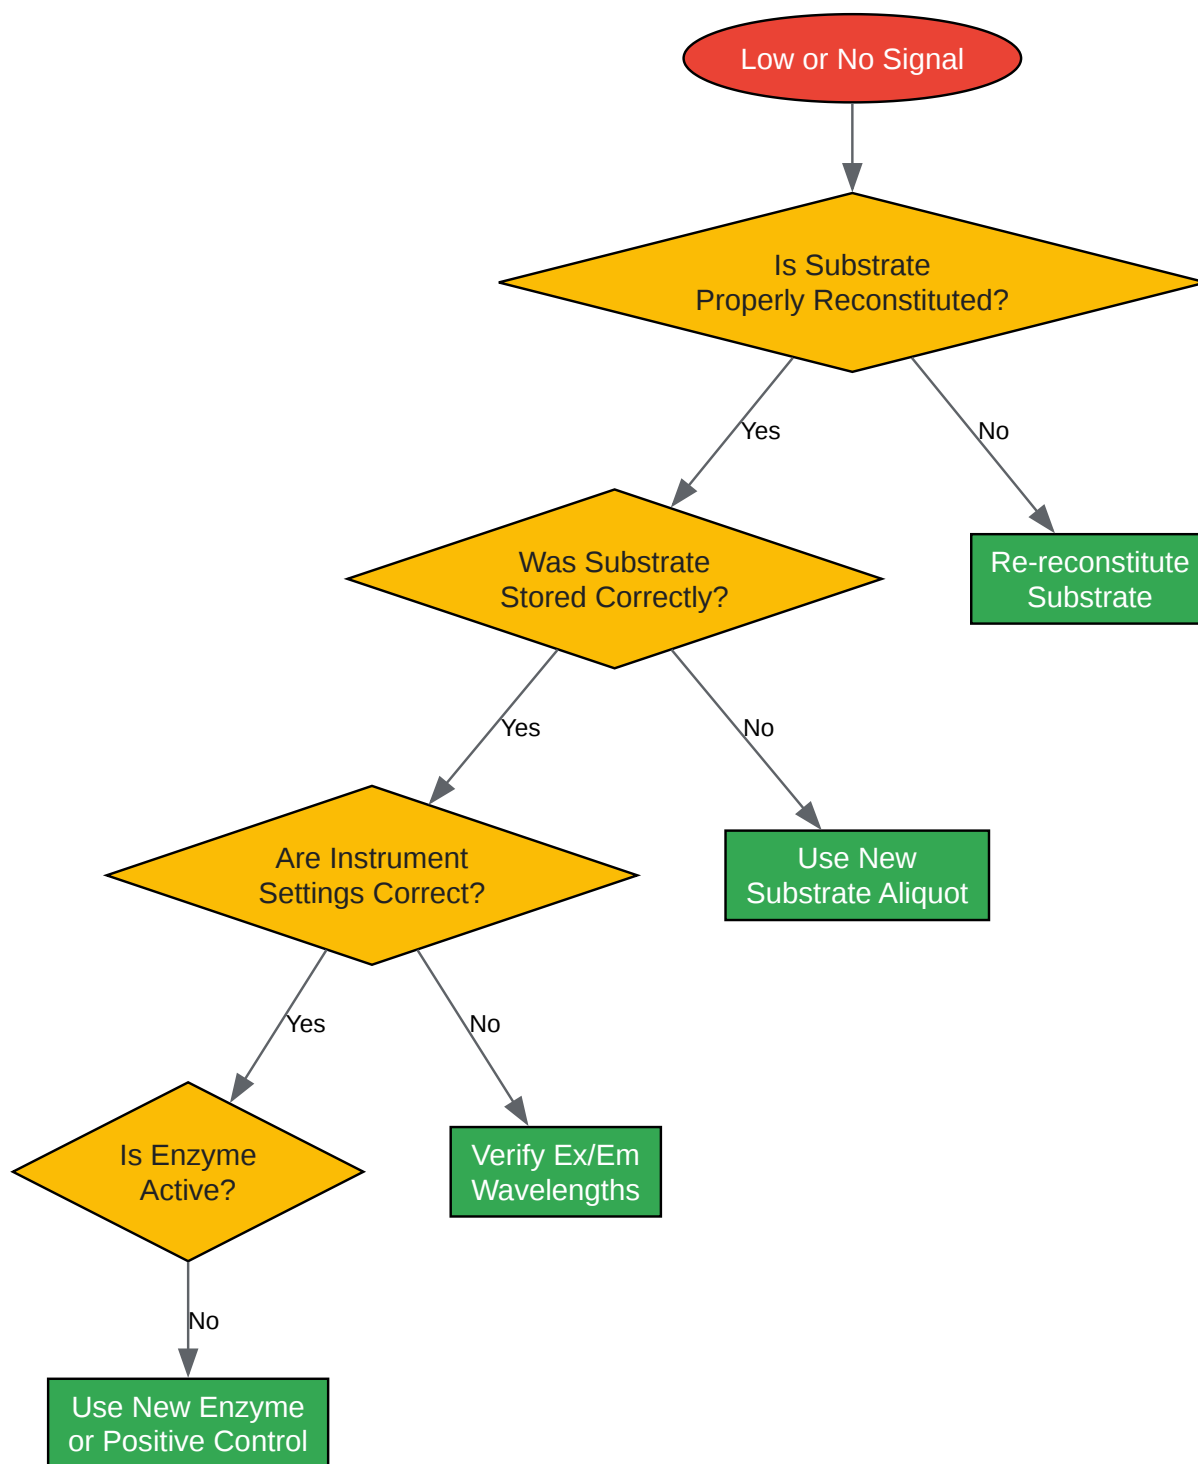 Low or No Signal
Is Substrate
Properly Reconstituted?
Yes
No
Was Substrate
Stored Correctly?
Re-reconstitute
Substrate
Yes
No
Are Instrument
Settings Correct?
Use New
Substrate Aliquot
Yes
No
Is Enzyme
Active?
Verify Ex/Em
Wavelengths
No
Use New Enzyme
or Positive Control